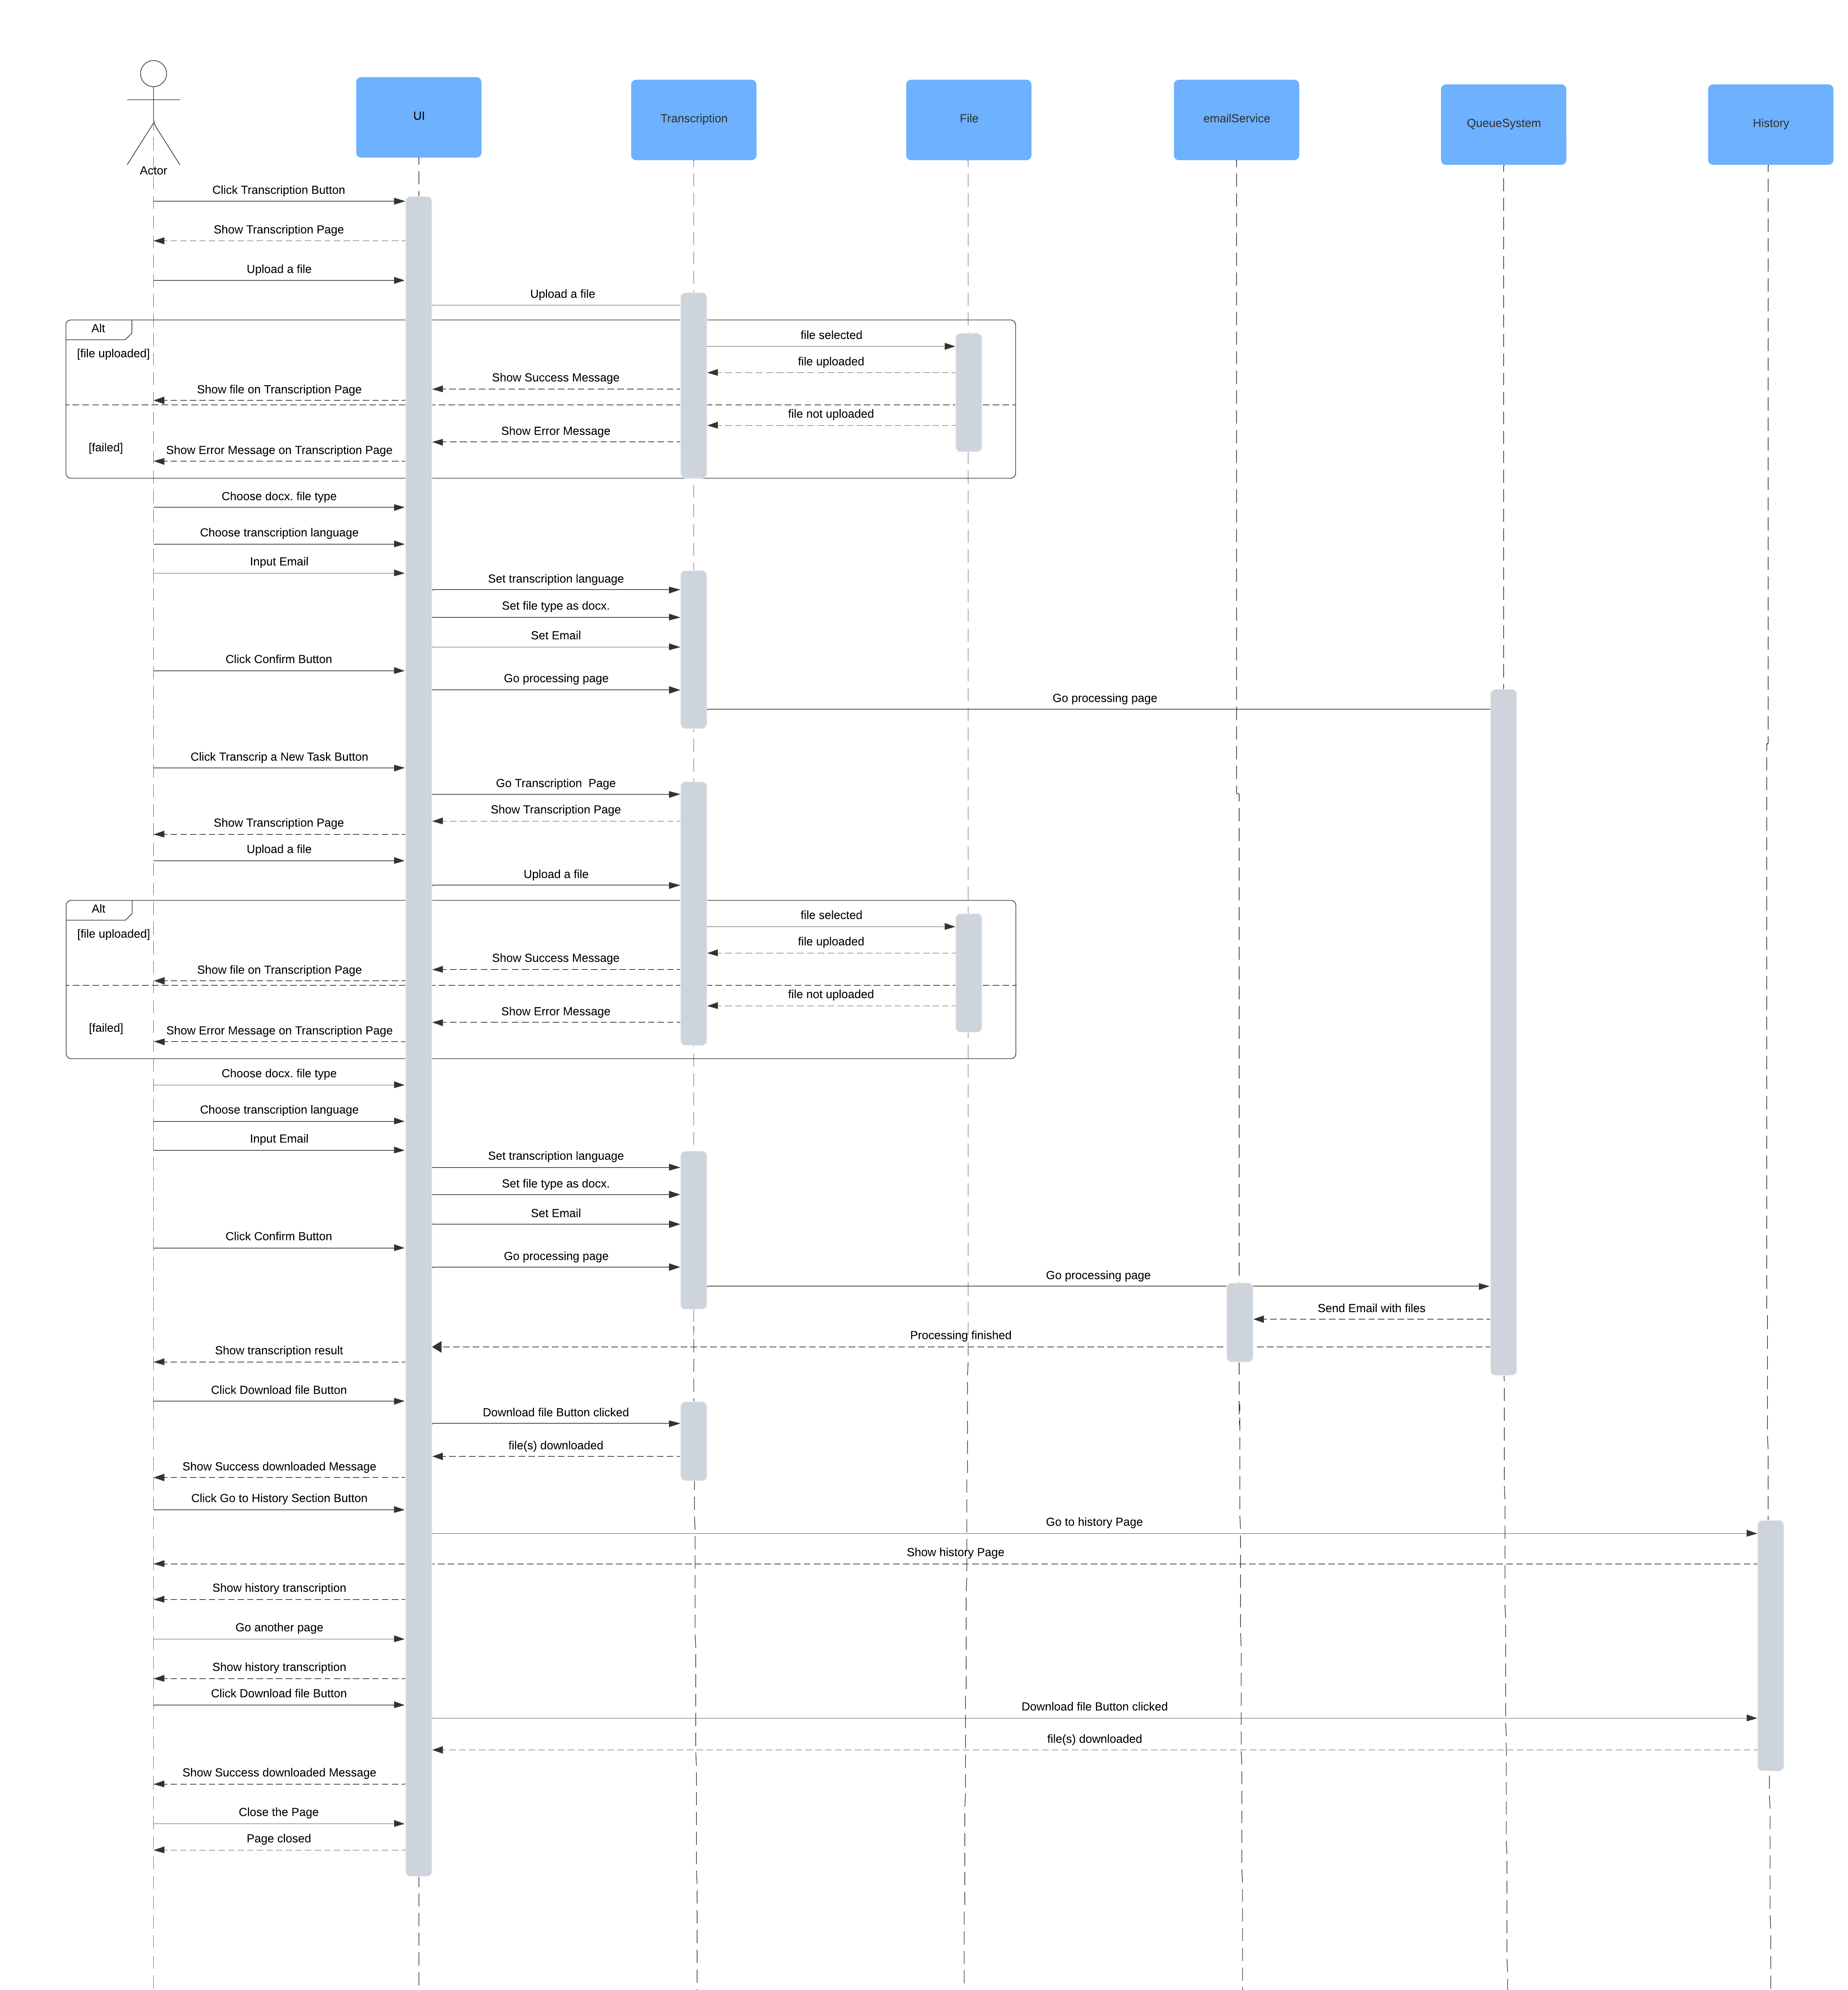 UI
Transcription
File
emailService
QueueSystem
History
Actor
Click Transcription Button
Show Transcription Page
Upload a file
Upload a file
Alt
[file uploaded]
file selected
file uploaded
Show Success Message
Show file on Transcription Page
file not uploaded
Show Error Message
[failed]
Show Error Message on Transcription Page
Choose docx. file type
Choose transcription language
Input Email
Set transcription language
Set file type as docx.
Set Email
Click Confirm Button
Go processing page
Go processing page
Click Transcrip a New Task Button
Go Transcription  Page
Show Transcription Page
Show Transcription Page
Upload a file
Upload a file
Alt
[file uploaded]
file selected
file uploaded
Show Success Message
Show file on Transcription Page
file not uploaded
Show Error Message
[failed]
Show Error Message on Transcription Page
Choose docx. file type
Choose transcription language
Input Email
Set transcription language
Set file type as docx.
Set Email
Click Confirm Button
Go processing page
Go processing page
Send Email with files
Processing finished
Show transcription result
Click Download file Button
Download file Button clicked
file(s) downloaded
Show Success downloaded Message
Click Go to History Section Button
Go to history Page
Show history Page
Show history transcription
Go another page
Show history transcription
Click Download file Button
Download file Button clicked
file(s) downloaded
Show Success downloaded Message
Close the Page
Page closed